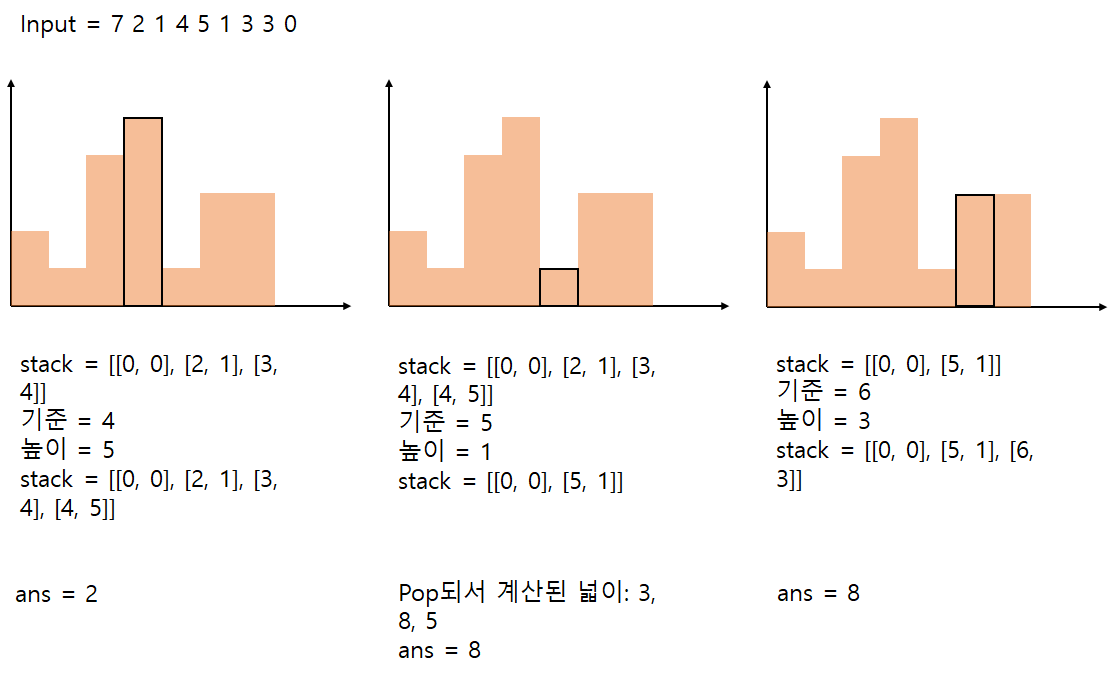 Input = 7 2 1 4 5 1 3 3 0
stack = [[0, 0], [2, 1], [3,
4]]
기준 = 4
높이 = 5
stack = [[0, 0], [2, 1], [3,
4], [4, 5]]
ans = 2
stack = [[0, 0], [2, 1], [3,
4], [4, 5]]
기준 = 5
높이 = 1
stack = [[0, 0], [5, 1]]
Pop되서 계산된 넓이: 3,
8, 5
ans = 8
stack = [[0, 0], [5, 1]]
기준 = 6
높이 = 3
stack = [[0, 0], [5, 1], [6,
3]]
ans = 8